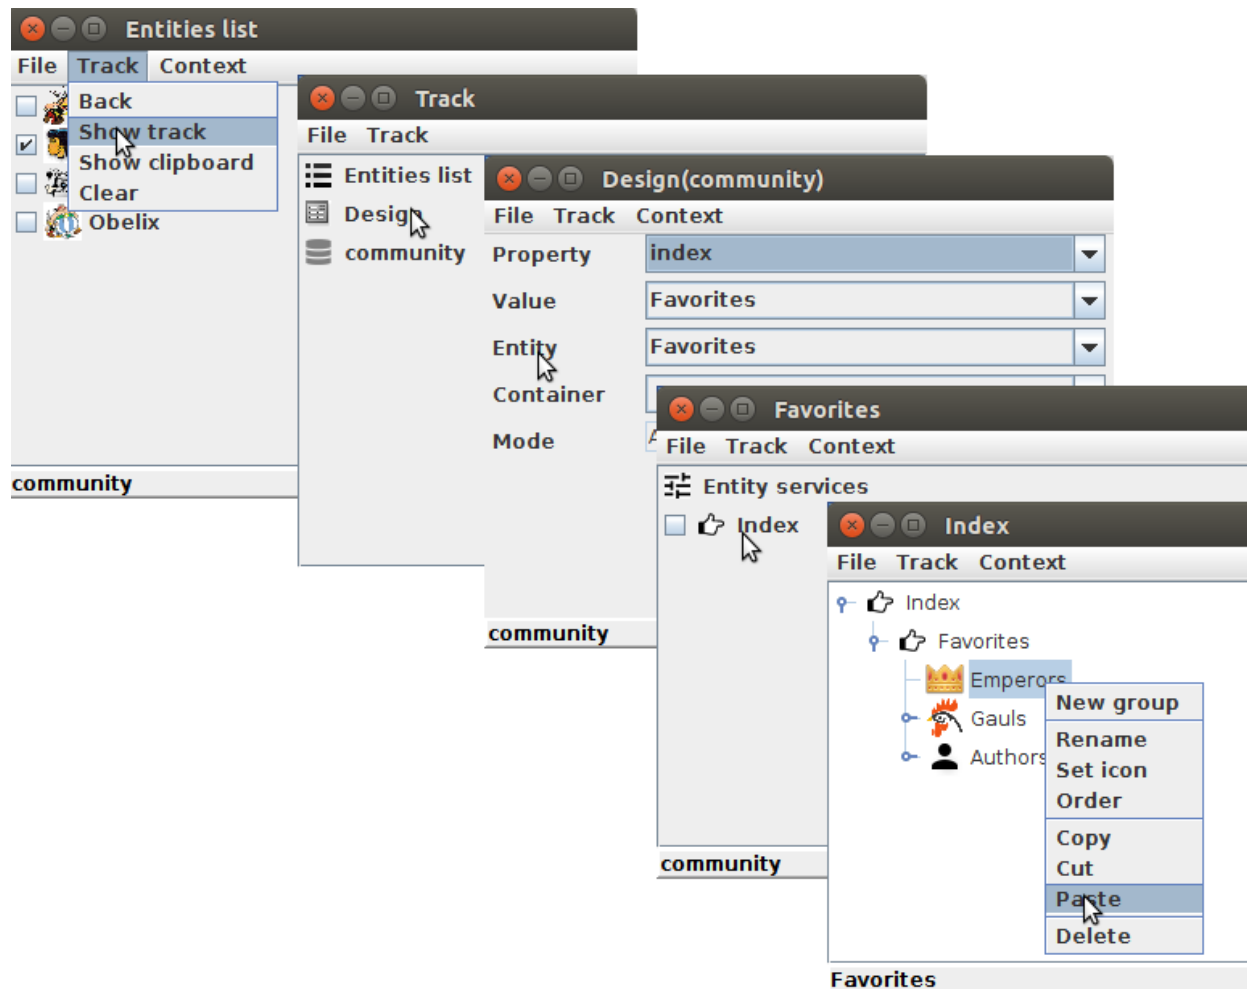 Entities list
File Track Context
Back
Show track
Show clipboard
Clear
Obelix
community
Track
File Track
Entities list
Design
community
Design(community)
File Track Context
Property index
Value Favorites
Entity Favorites
Container
Mode
Favorites
File Track Context
Entity services
Index
community
community
Index
File Track Context
Index
Favorites
Emperors
Gauls
Authors
New group
Rename
Set icon
Order
Copy
Cut
Paste
Delete
Favorites